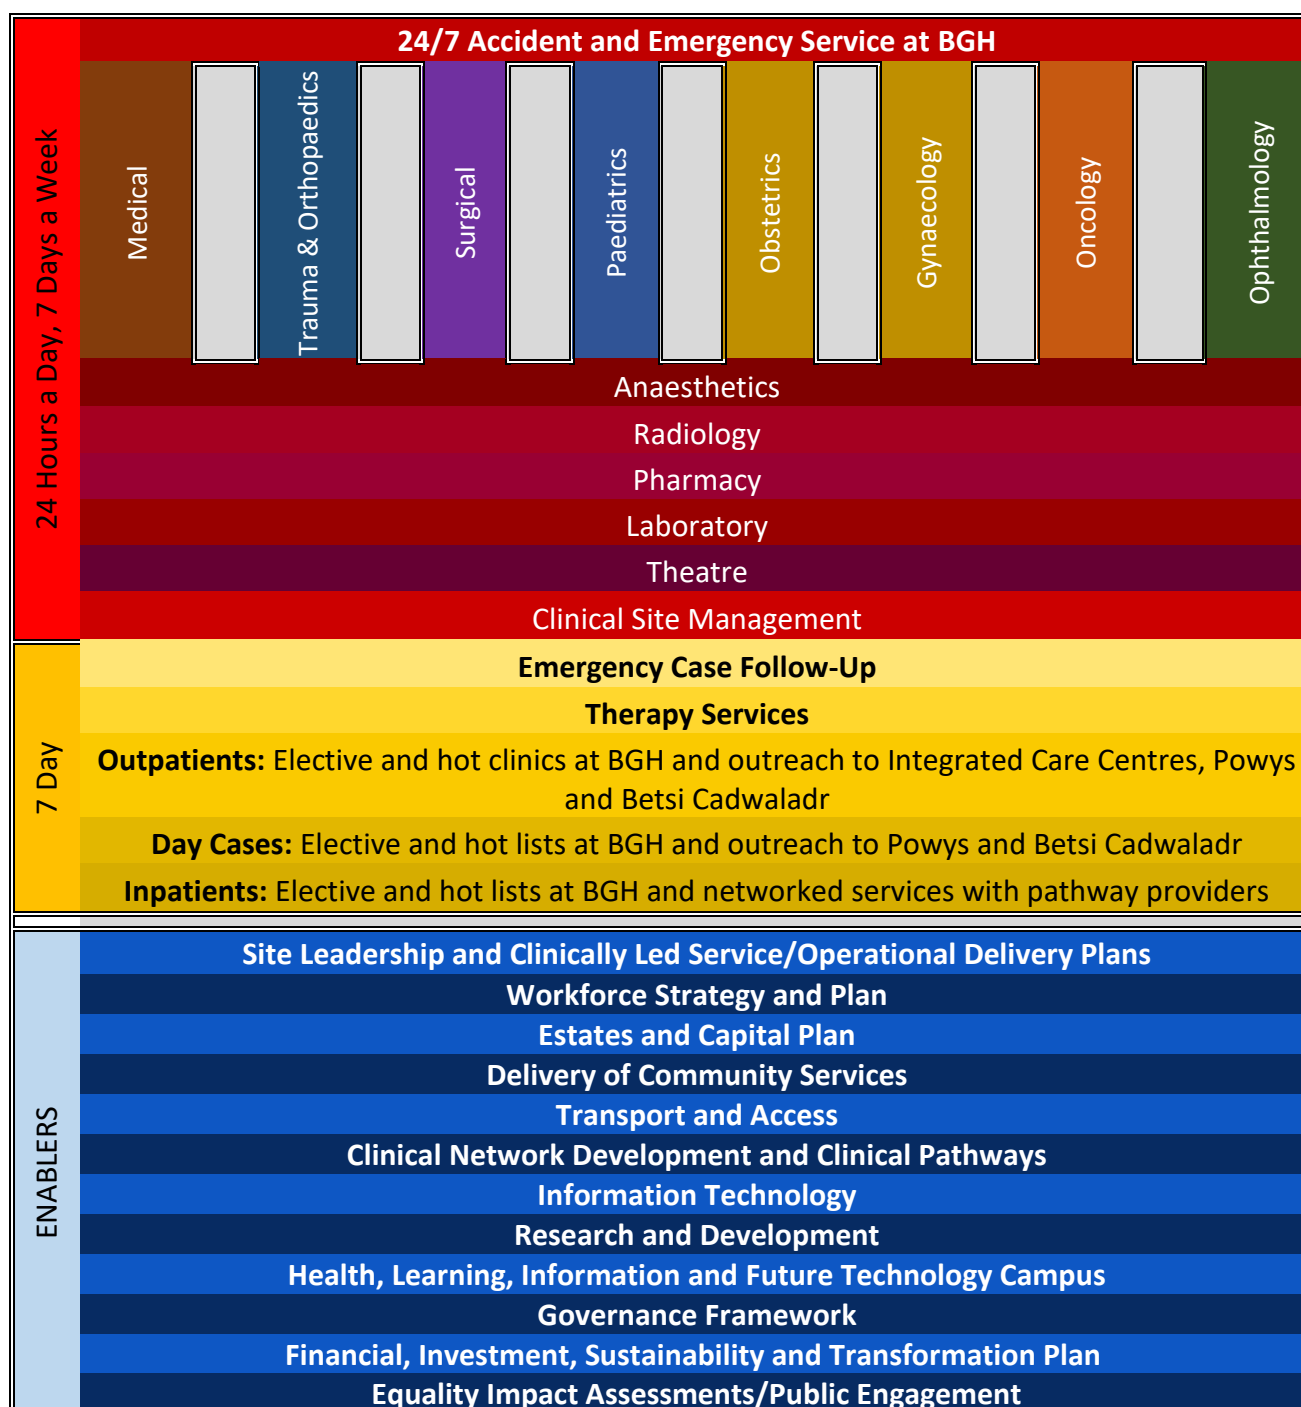 24/7 Accident and Emergency Service at BGH
24 Hours a Day, 7 Days a Week
Medical
Trauma & Orthopaedics
Surgical
Paediatrics
Obstetrics
Gynaecology
Oncology
Ophthalmology
Anaesthetics
Radiology
Pharmacy
Laboratory
Theatre
Clinical Site Management
7 Day
Emergency Case Follow-Up
Therapy Services
Outpatients: Elective and hot clinics at BGH and outreach to Integrated Care Centres, Powys
and Betsi Cadwaladr
Day Cases: Elective and hot lists at BGH and outreach to Powys and Betsi Cadwaladr
Inpatients: Elective and hot lists at BGH and networked services with pathway providers
ENABLERS
Site Leadership and Clinically Led Service/Operational Delivery Plans
Workforce Strategy and Plan
Estates and Capital Plan
Delivery of Community Services
Transport and Access
Clinical Network Development and Clinical Pathways
Information Technology
Research and Development
Health, Learning, Information and Future Technology Campus
Governance Framework
Financial, Investment, Sustainability and Transformation Plan
Equality Impact Assessments/Public Engagement